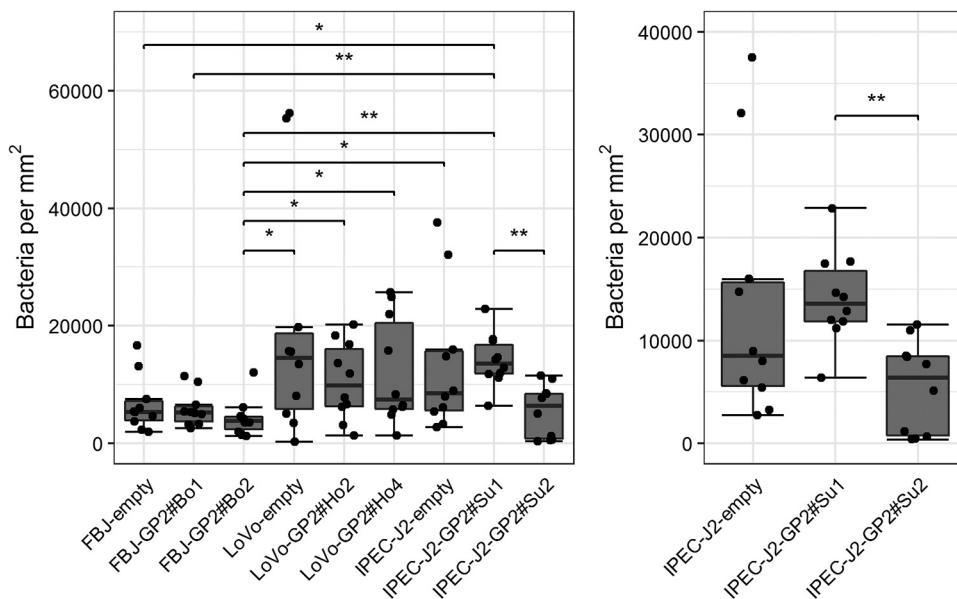 Bacteria per mm²
60000
40000
20000
0
*
**
**
*
*
*
*
**
FBJ-empty
FBJ-GP2#Bo1
FBJ-GP2#Bo2
LoVo-empty
LoVo-GP2#Ho2
LoVo-GP2#Ho4
IPEC-J2-empty
IPEC-J2-GP2#Su1
IPEC-J2-GP2#Su2
Bacteria per mm²
40000
30000
20000
10000
0
**
IPEC-J2-empty
IPEC-J2-GP2#Su1
IPEC-J2-GP2#Su2